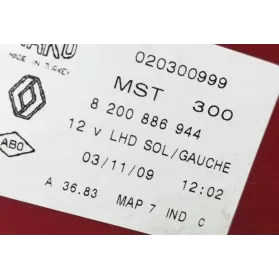 MADE IN TURKEY
020300999
MST 300
8 200 886 944
ABO
12 v LHD SOL/GAUCHE
03/11/09 12:02
A 36.83 MAP 7 IND C